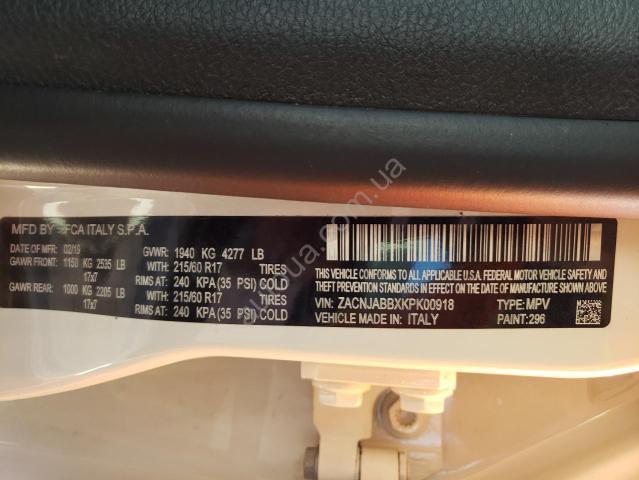 MFD BY FCA ITALY S.P.A.
02/19 GVWR: 1940 KG 4277 LB
GAWR FRONT: 1150 KG 2535 LB WITH: 215/60 R17 TIRES
17x7 RIMS AT: 240 KPA(35 PSI) COLD
GAWR REAR: 1000 KG 2205 LB WITH: 215/60 R17 TIRES
17x7 RIMS AT: 240 KPA(35 PSI) COLD
THIS VEHICLE CONFORMS TO ALL APPLICABLE U.S.A. FEDERAL MOTOR VEHICLE SAFETY, BUMPER, AND THEFT PREVENTION
STANDARDS IN EFFECT ON THE DATE OF MANUFACTURE SHOWN ABOVE
VIN: ZACNJABBXKPK00918 TYPE: MPV
VEHICLE MADE IN: ITALY PAINT:296